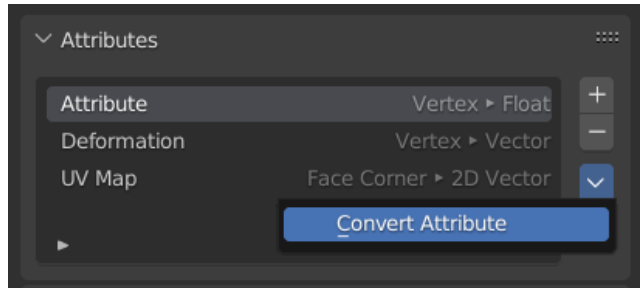 Attributes
Attribute Vertex ▸ Float
Deformation Vertex ▸ Vector
UV Map Face Corner ▸ 2D Vector
Convert Attribute